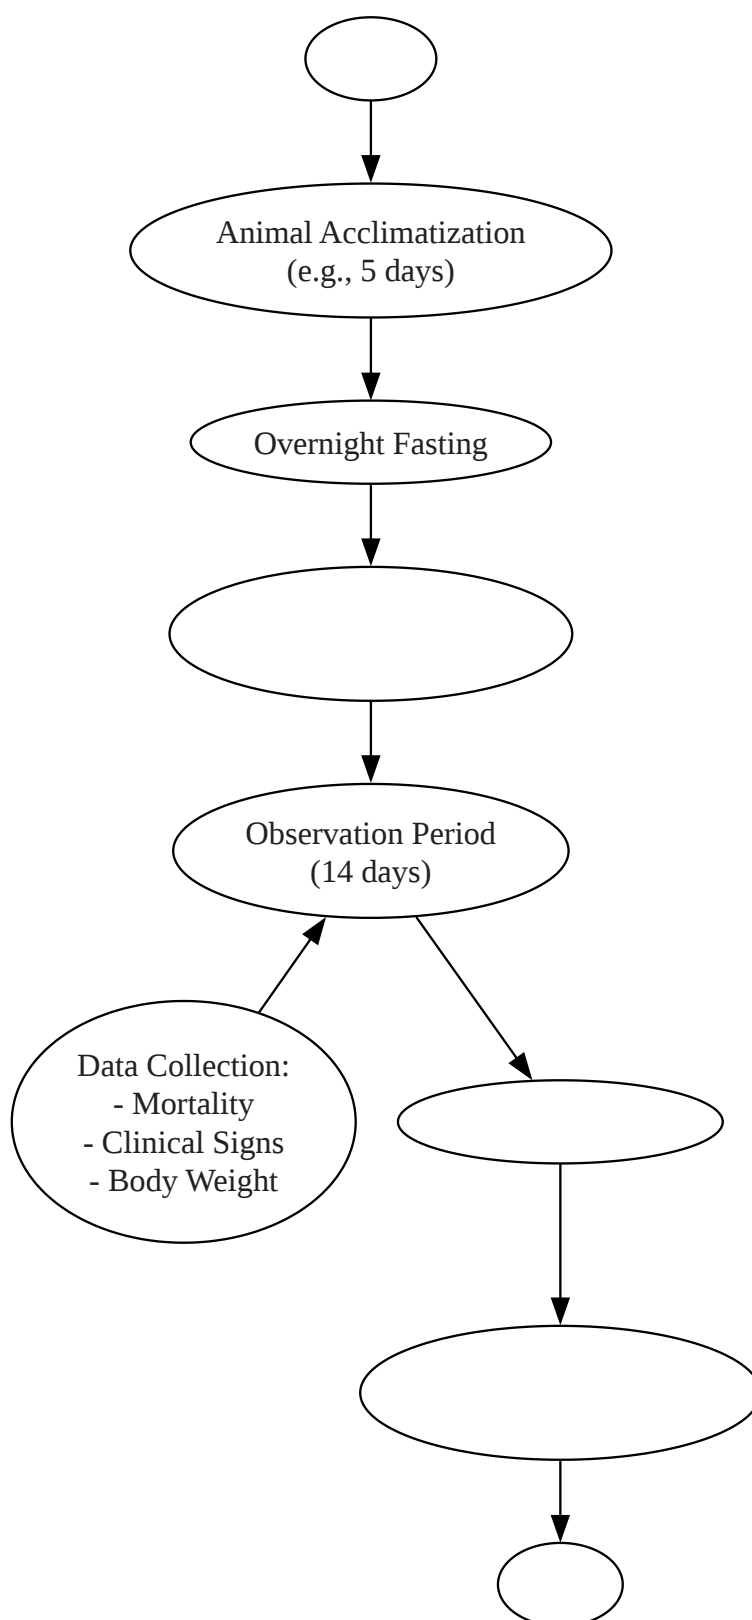 Animal Acclimatization
(e.g., 5 days)
Overnight Fasting
Observation Period
(14 days)
Data Collection:
- Mortality
- Clinical Signs
- Body Weight